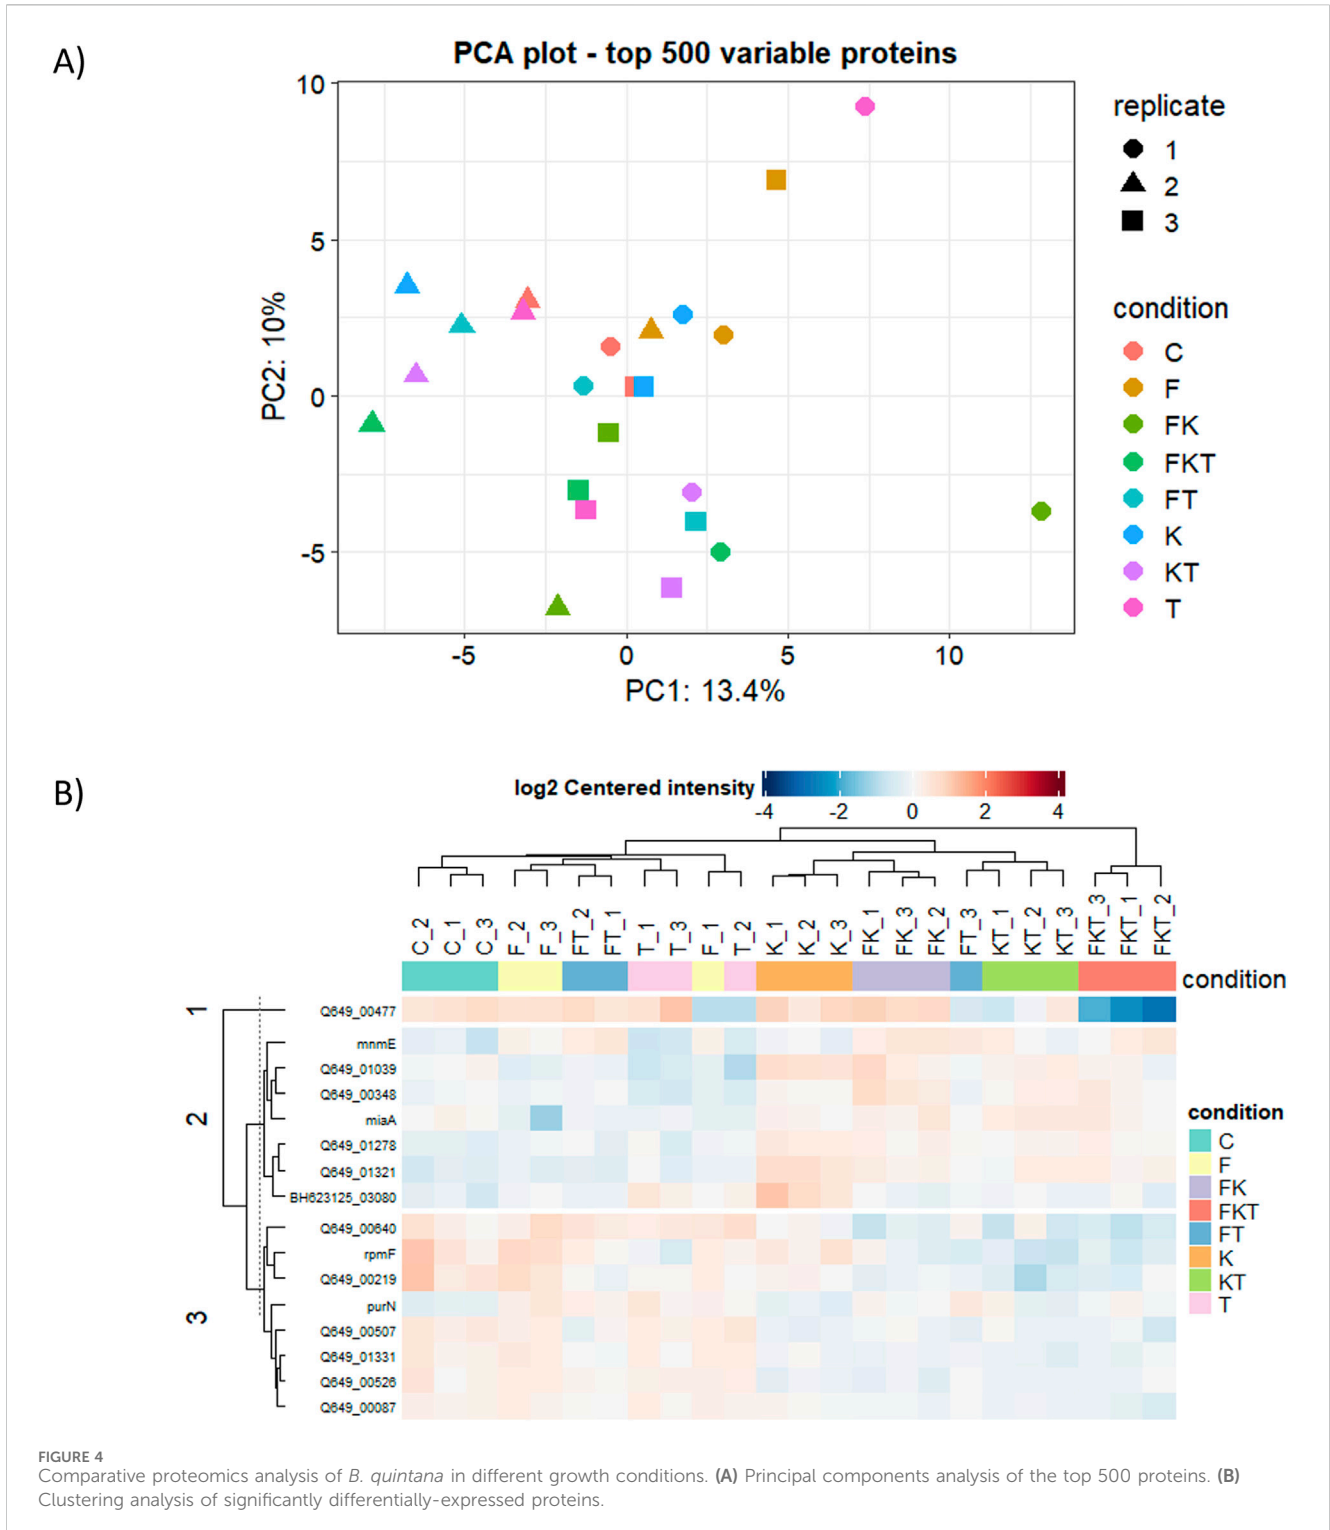 A)
PCA plot - top 500 variable proteins
10
5
0
-5
PC2: 10%
-5
0
5
10
PC1: 13.4%
replicate
1
2
3
condition
C
F
FK
FKT
FT
K
KT
T
B)
log2 Centered intensity
-4
-2
0
2
4
C_2
C_1
C_3
F_2
F_3
FT_2
FT_1
T_1
T_3
F_1
T_2
K_1
K_2
K_3
FK_1
FK_3
FK_2
FT_3
KT_1
KT_2
KT_3
FKT_3
FKT_1
FKT_2
condition
1
Q649_00477
2
mnmE
Q649_01039
Q649_00348
miaA
Q649_01278
Q649_01321
BH623125_03080
3
Q649_00640
rpmF
Q649_00219
purN
Q649_00507
Q649_01331
Q649_00526
Q649_00087
condition
C
F
FK
FKT
FT
K
KT
T
FIGURE 4
Comparative proteomics analysis of B. quintana in different growth conditions. (A) Principal components analysis of the top 500 proteins. (B)
Clustering analysis of significantly differentially-expressed proteins.